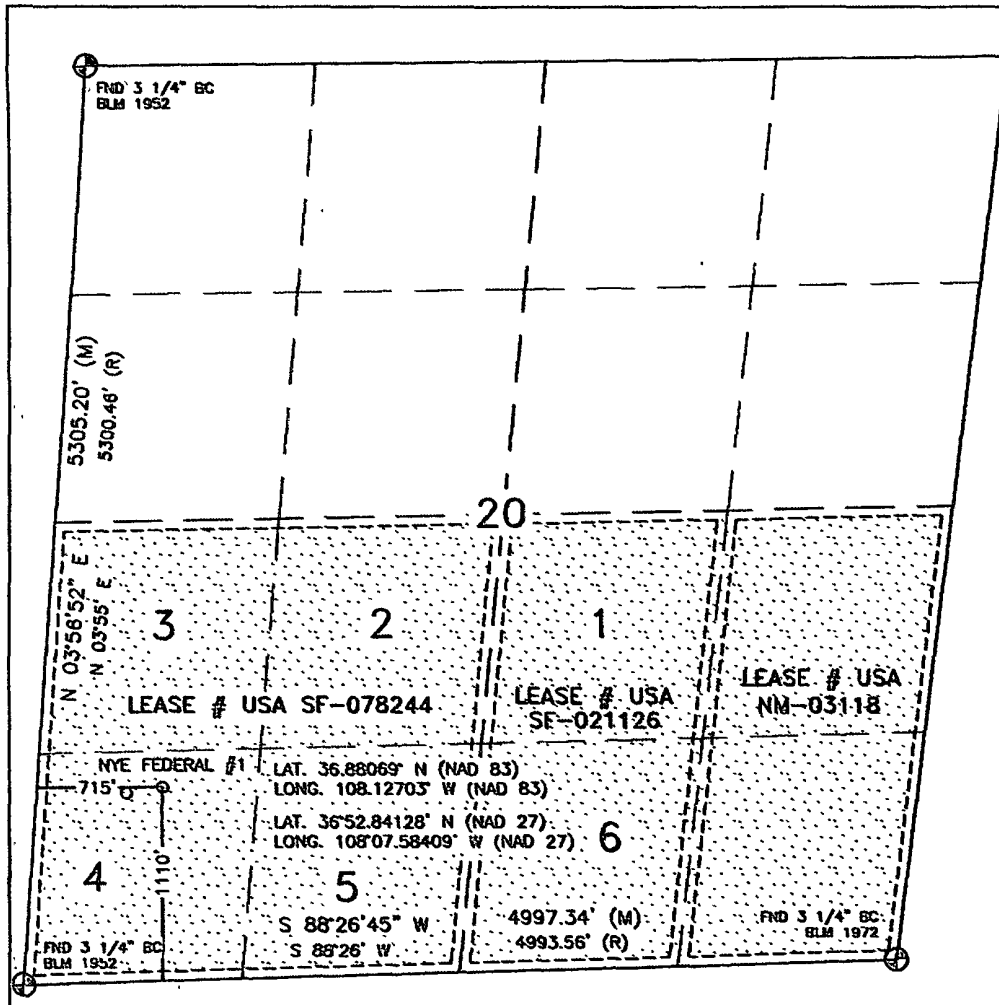 FND 3 1/4" BC
BLM 1952
5305.20' (M)
5300.46' (R)
20
N 03°56'52" E
N 03°55' E
3
2
1
LEASE # USA SF-078244
LEASE # USA
SF-021126
LEASE # USA
NM-03118
NYE FEDERAL #1
LAT. 36.88069° N (NAD 83)
LONG. 108.12703° W (NAD 83)
715'
LAT. 36°52.84128' N (NAD 27)
LONG. 108°07.58409' W (NAD 27)
6
4
1110'
5
S 88°26'45" W
S 88°26' W
4997.34' (M)
4993.56' (R)
FND 3 1/4" BC
BLM 1972
FND 3 1/4" BC
BLM 1952